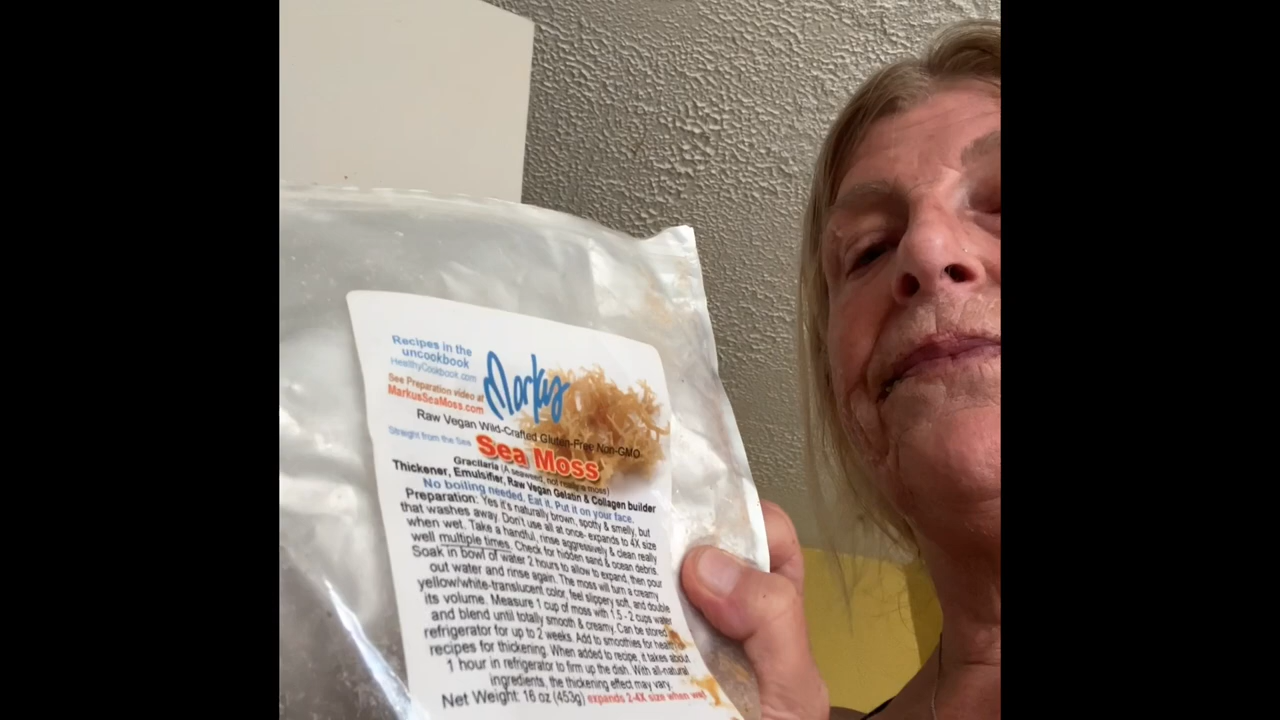 Recipes in the
uncookbook
HealthyCookbook.com
See Preparation video at
MarkusSeaMoss.com
Markus
Raw Vegan Wild-Crafted Gluten-Free Non-GMO
Straight from the Sea
Sea Moss
Gracilaria (A seaweed, not really a moss)
Thickener, Emulsifier, Raw Vegan Gelatin & Collagen builder
No boiling needed. Eat it. Put it on your face.
Preparation: Yes it's naturally brown, spotty & smelly, but
that washes away. Don't use all at once- expands to 4X size
when wet. Take a handful, rinse aggressively & clean really
well multiple times. Check for hidden sand & ocean debris.
Soak in bowl of water 2 hours to allow to expand, then pour
out water and rinse again. The moss will turn a creamy
yellow/white-translucent color, feel slippery soft, and double
its volume. Measure 1 cup of moss with 1.5 - 2 cups water
and blend until totally smooth & creamy. Can be stored in
refrigerator for up to 2 weeks. Add to smoothies for health or
recipes for thickening. When added to recipe, it takes about
1 hour in refrigerator to firm up the dish. With all-natural
ingredients, the thickening effect may vary.
Net Weight: 16 oz (453g) expands 2-4X size when wet